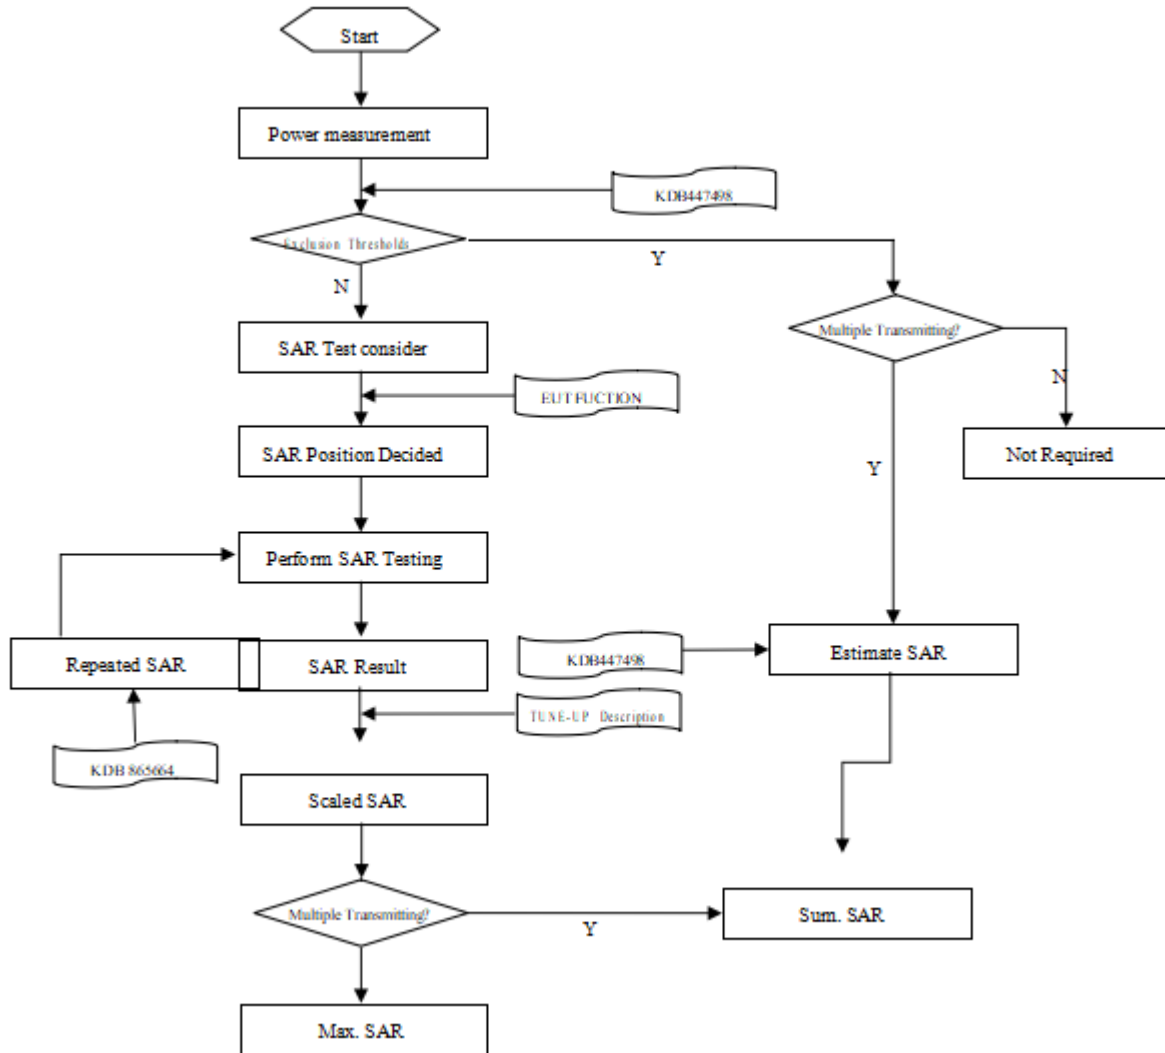 Start
Power measurement
KDB447498
Exclusion Thresholds
Y
N
Multiple Transmitting?
SAR Test consider
N
EUT FUCTION
SAR Position Decided
Not Required
Y
Perform SAR Testing
Repeated SAR
SAR Result
KDB447498
Estimate SAR
TUNE-UP Description
KDB 865664
Scaled SAR
Multiple Transmitting?
Y
Sum. SAR
Max. SAR